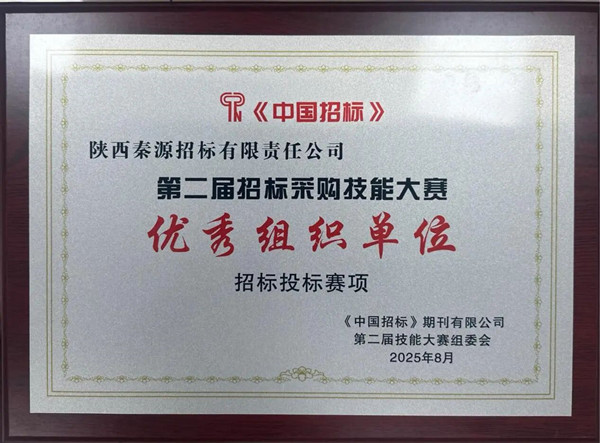 《中国招标》
陕西秦源招标有限责任公司
第二届招标采购技能大赛
优秀组织单位
招标投标赛项
《中国招标》期刊有限公司
第二届技能大赛组委会
2025年8月